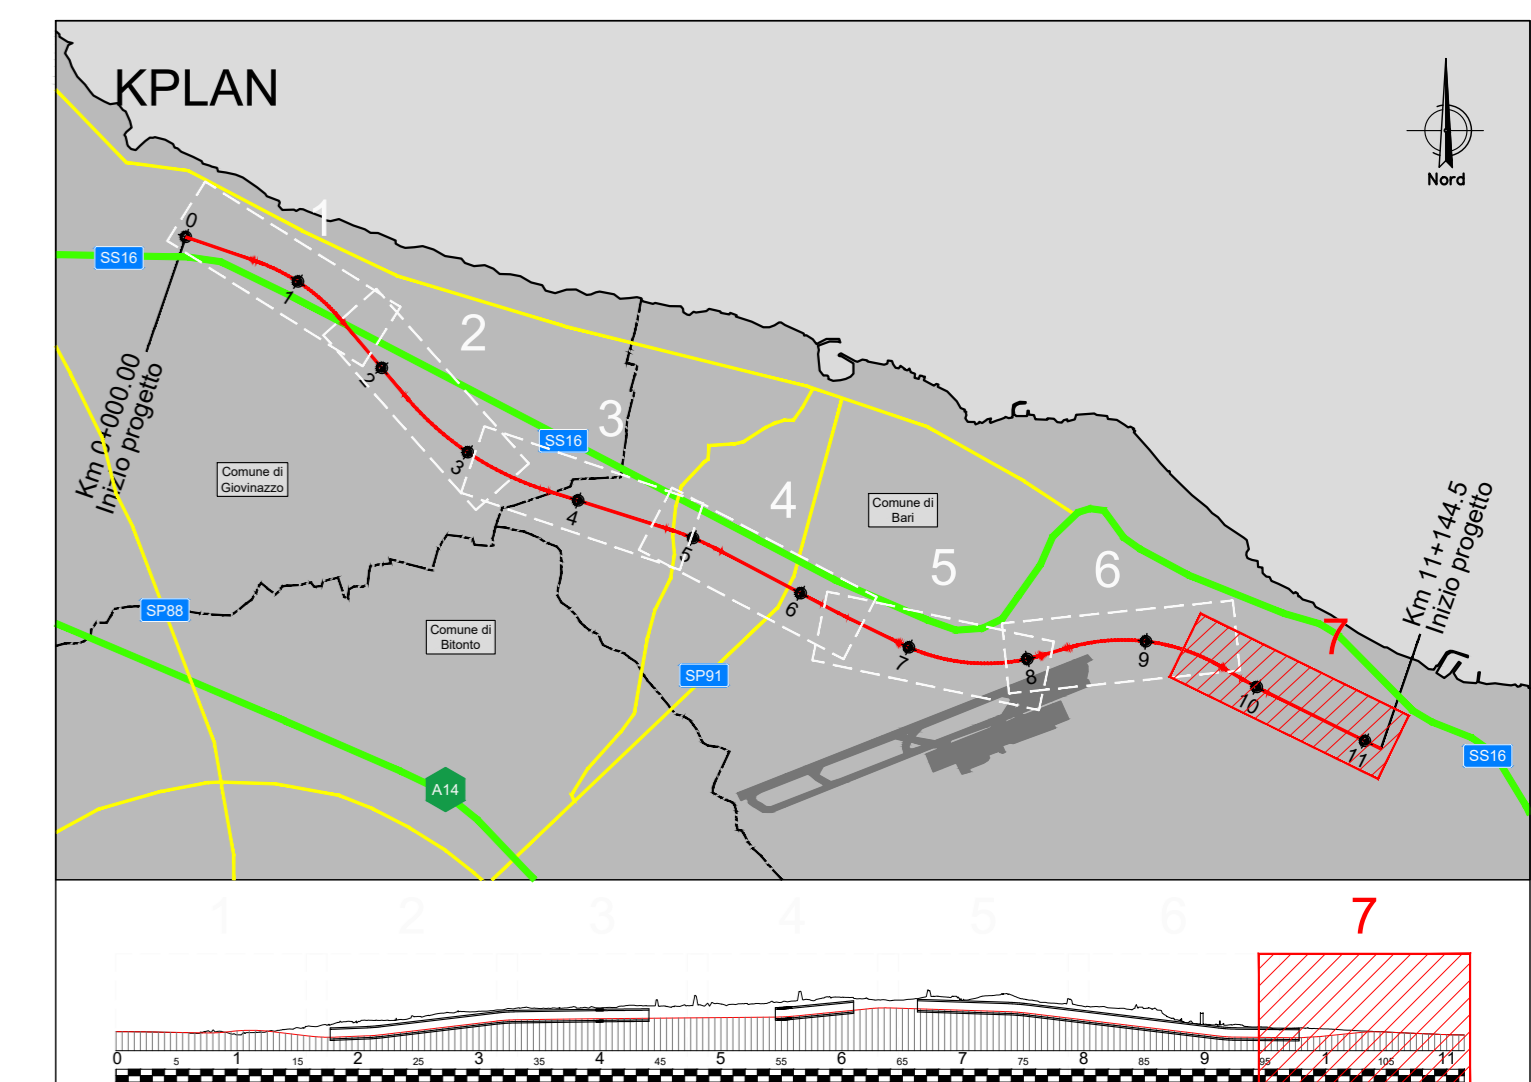 KPLAN
Nord
0
1
SS16
1
2
2
Km 0+000.00
Inizio progetto
3
SS16
3
Comune di
Giovinazzo
4
4
Comune di
Bari
5
5
6
6
Km 11+144.5
Inizio progetto
SP88
Comune di
Bitonto
SP91
7
8
9
7
10
11
SS16
A14
1
2
3
4
5
6
7
0 5 1 15 2 25 3 35 4 45 5 55 6 65 7 75 8 85 9 95 1 105 11